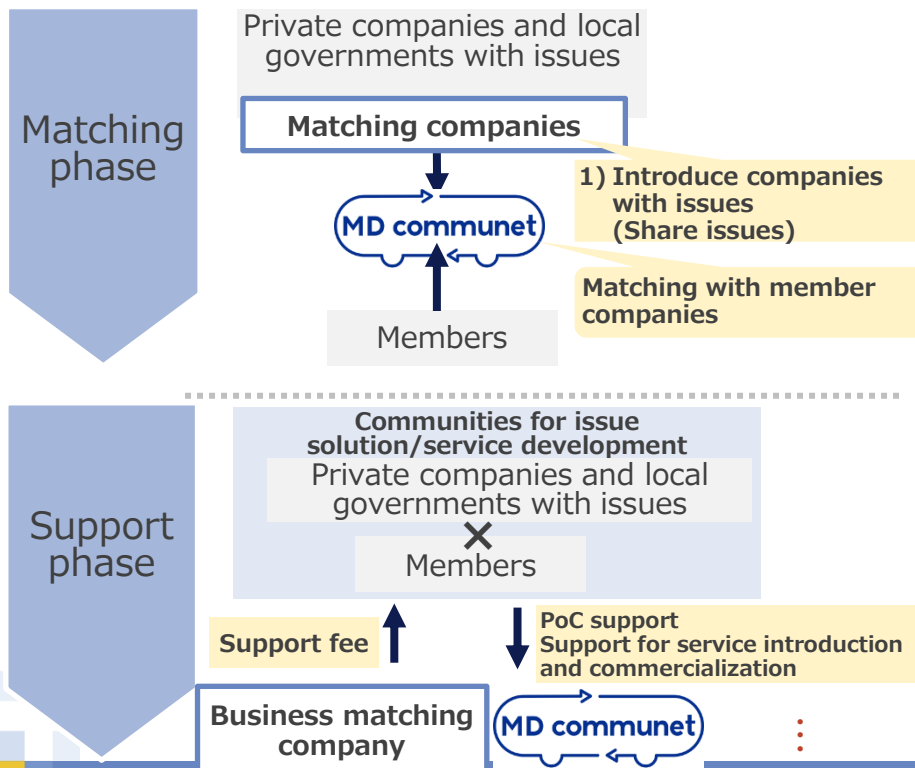 Private companies and local
governments with issues
Matching
phase
Matching companies
1) Introduce companies
with issues
(Share issues)
MD communet
Matching with member
companies
Members
Communities for issue
solution/service development
Private companies and local
governments with issues
×
Members
Support
phase
Support fee
PoC support
Support for service introduction
and commercialization
Business matching
company
MD communet